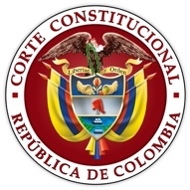 CORTE CONSTITUCIONAL
REPÚBLICA DE COLOMBIA